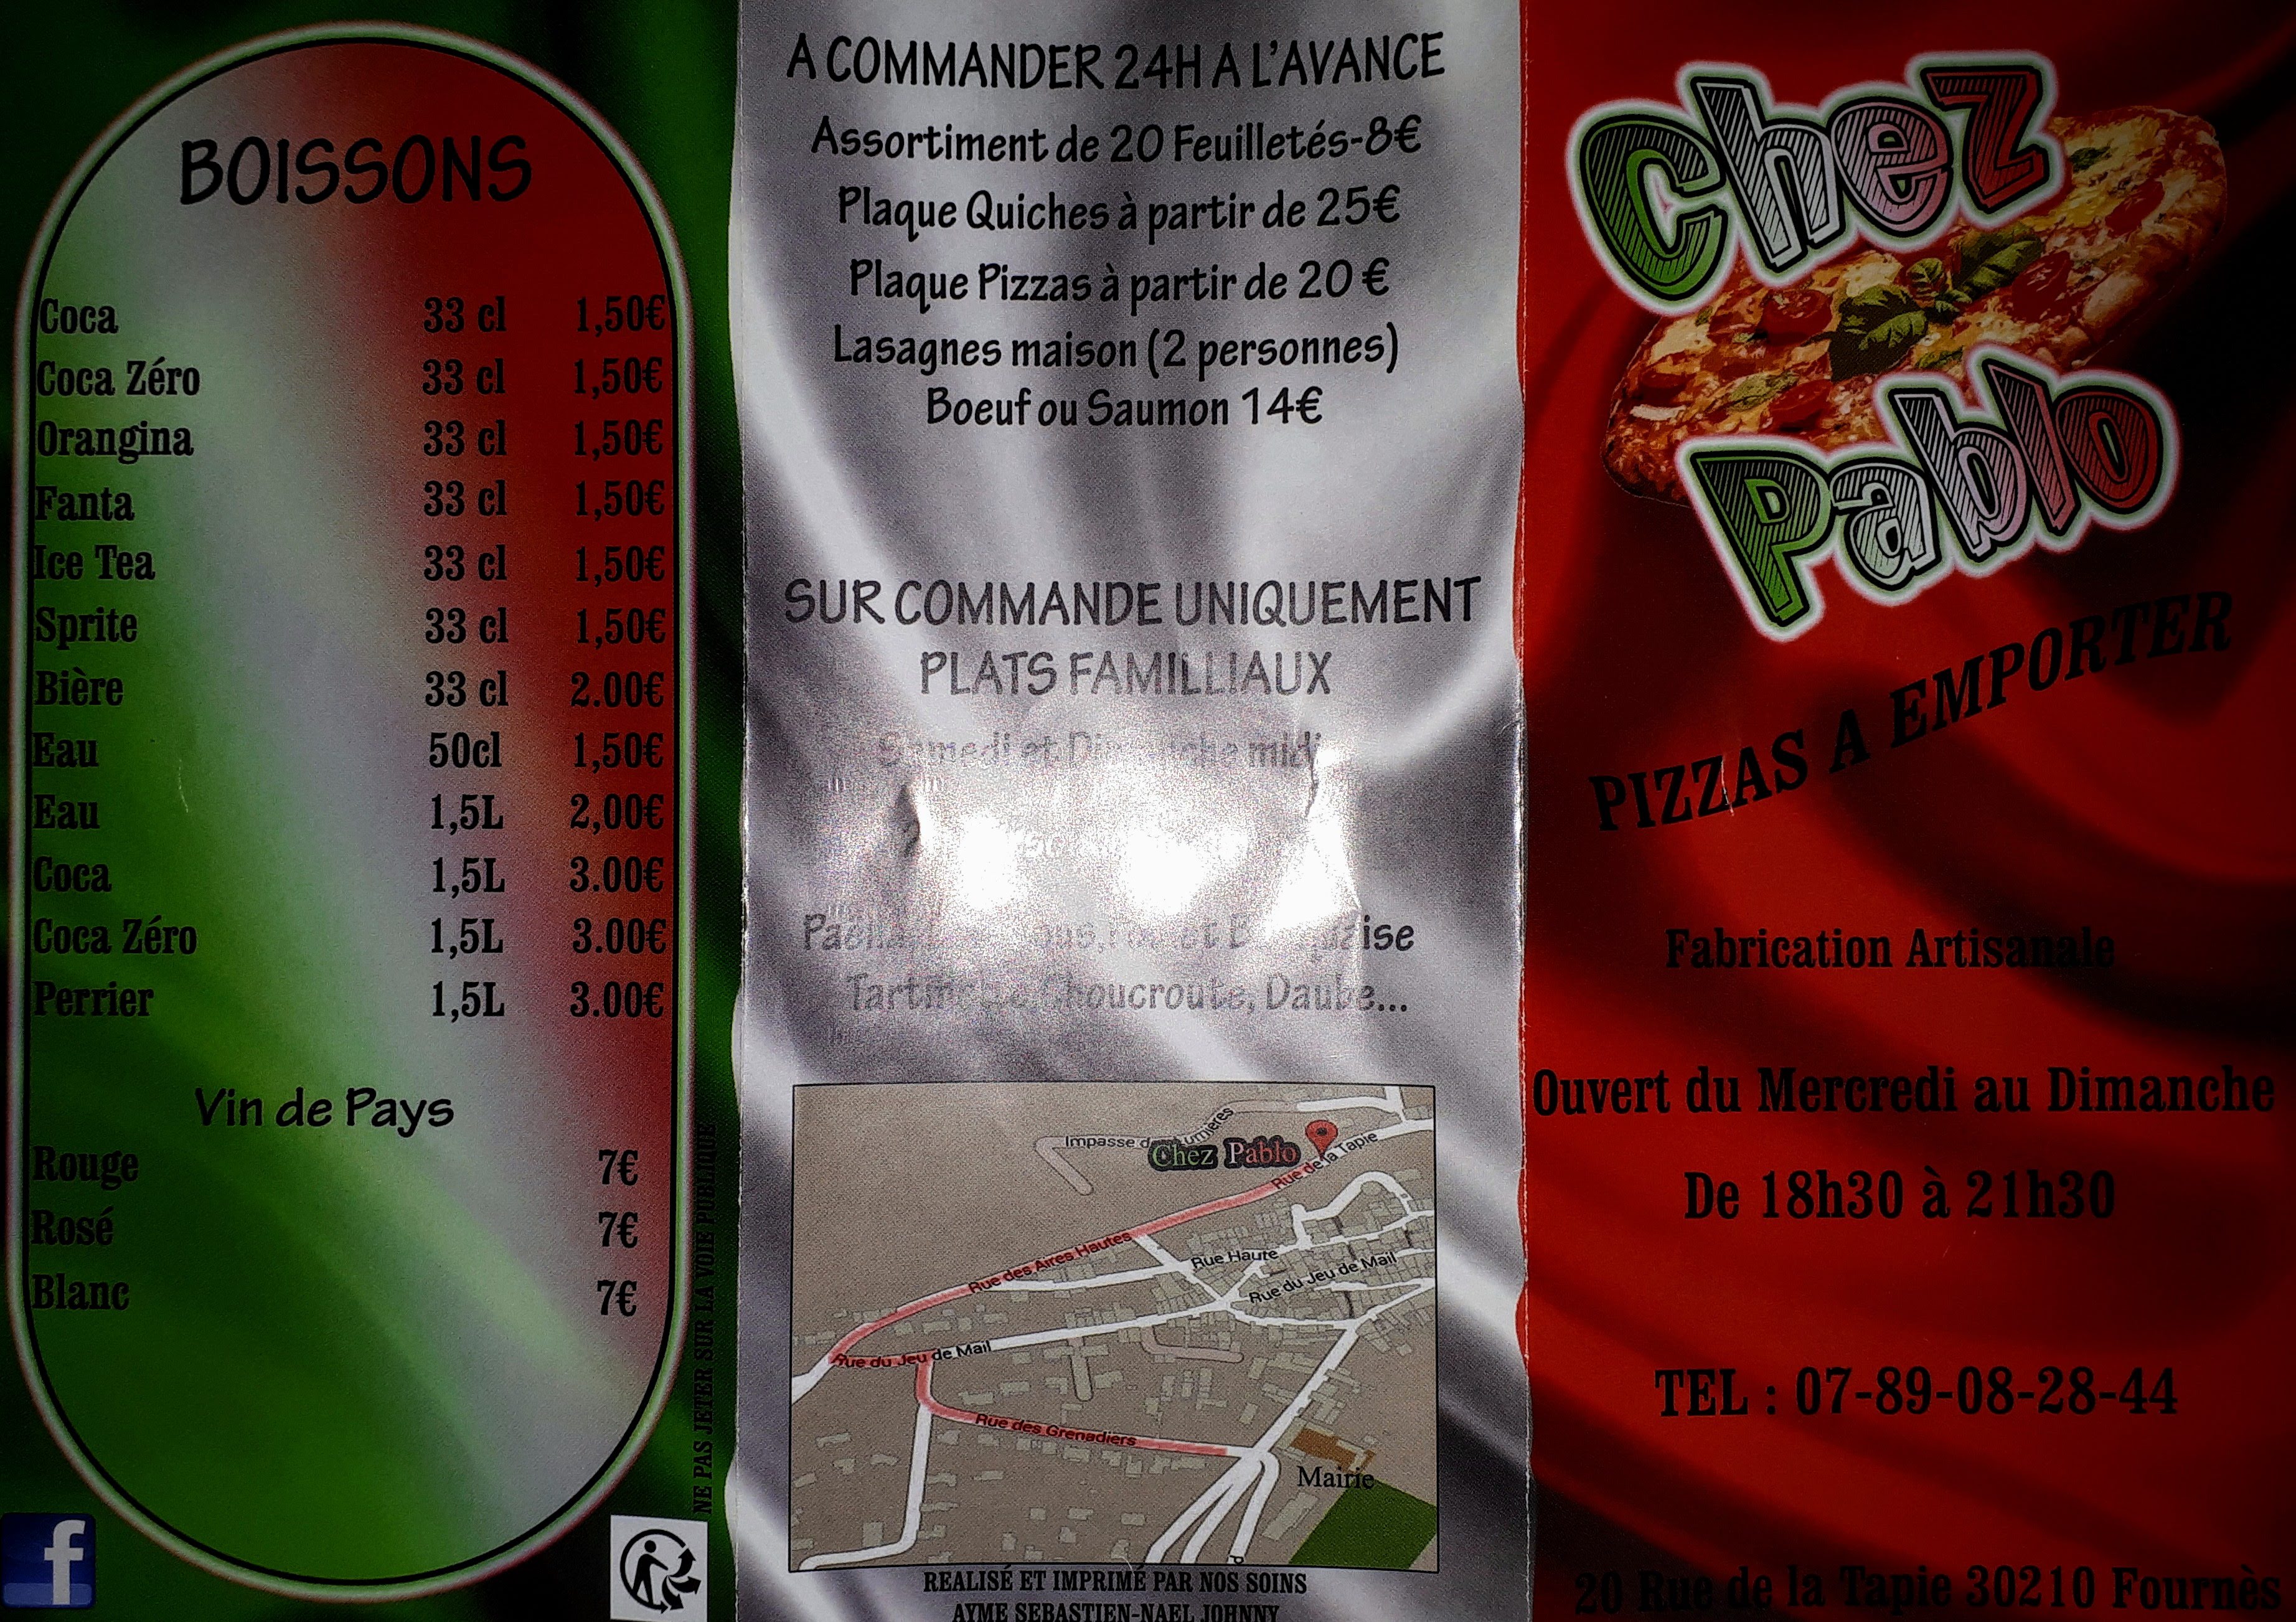 BOISSONS
Coca 33 cl 1,50€
Coca Zéro 33 cl 1,50€
Orangina 33 cl 1,50€
Fanta 33 cl 1,50€
Ice Tea 33 cl 1,50€
Sprite 33 cl 1,50€
Bière 33 cl 2.00€
Eau 50cl 1,50€
Eau 1,5L 2,00€
Coca 1,5L 3.00€
Coca Zéro 1,5L 3.00€
Perrier 1,5L 3.00€
Vin de Pays
Rouge 7€
Rosé 7€
Blanc 7€
f
NE PAS JETER SUR LA VOIE PUBLIQUE
A COMMANDER 24H A L'AVANCE
Assortiment de 20 Feuilletés-8€
Plaque Quiches à partir de 25€
Plaque Pizzas à partir de 20 €
Lasagnes maison (2 personnes)
Boeuf ou Saumon 14€
SUR COMMANDE UNIQUEMENT
PLATS FAMILLIAUX
Samedi et Dimanche midi
Choucroute, Daube...
Impasse
Chez Pablo
Rue de la Tapie
Rue des Aires Hautes
Rue Haute
Rue du Jeu de Mail
Rue du Jeu de Mail
Rue des Grenadiers
Mairie
REALISÉ ET IMPRIMÉ PAR NOS SOINS
AYME SEBASTIEN-NAEL JOHNNY
Chez
Pablo
PIZZAS A EMPORTER
Fabrication Artisanale
Ouvert du Mercredi au Dimanche
De 18h30 à 21h30
TEL : 07-89-08-28-44
20 Rue de la Tapie 30210 Fournès